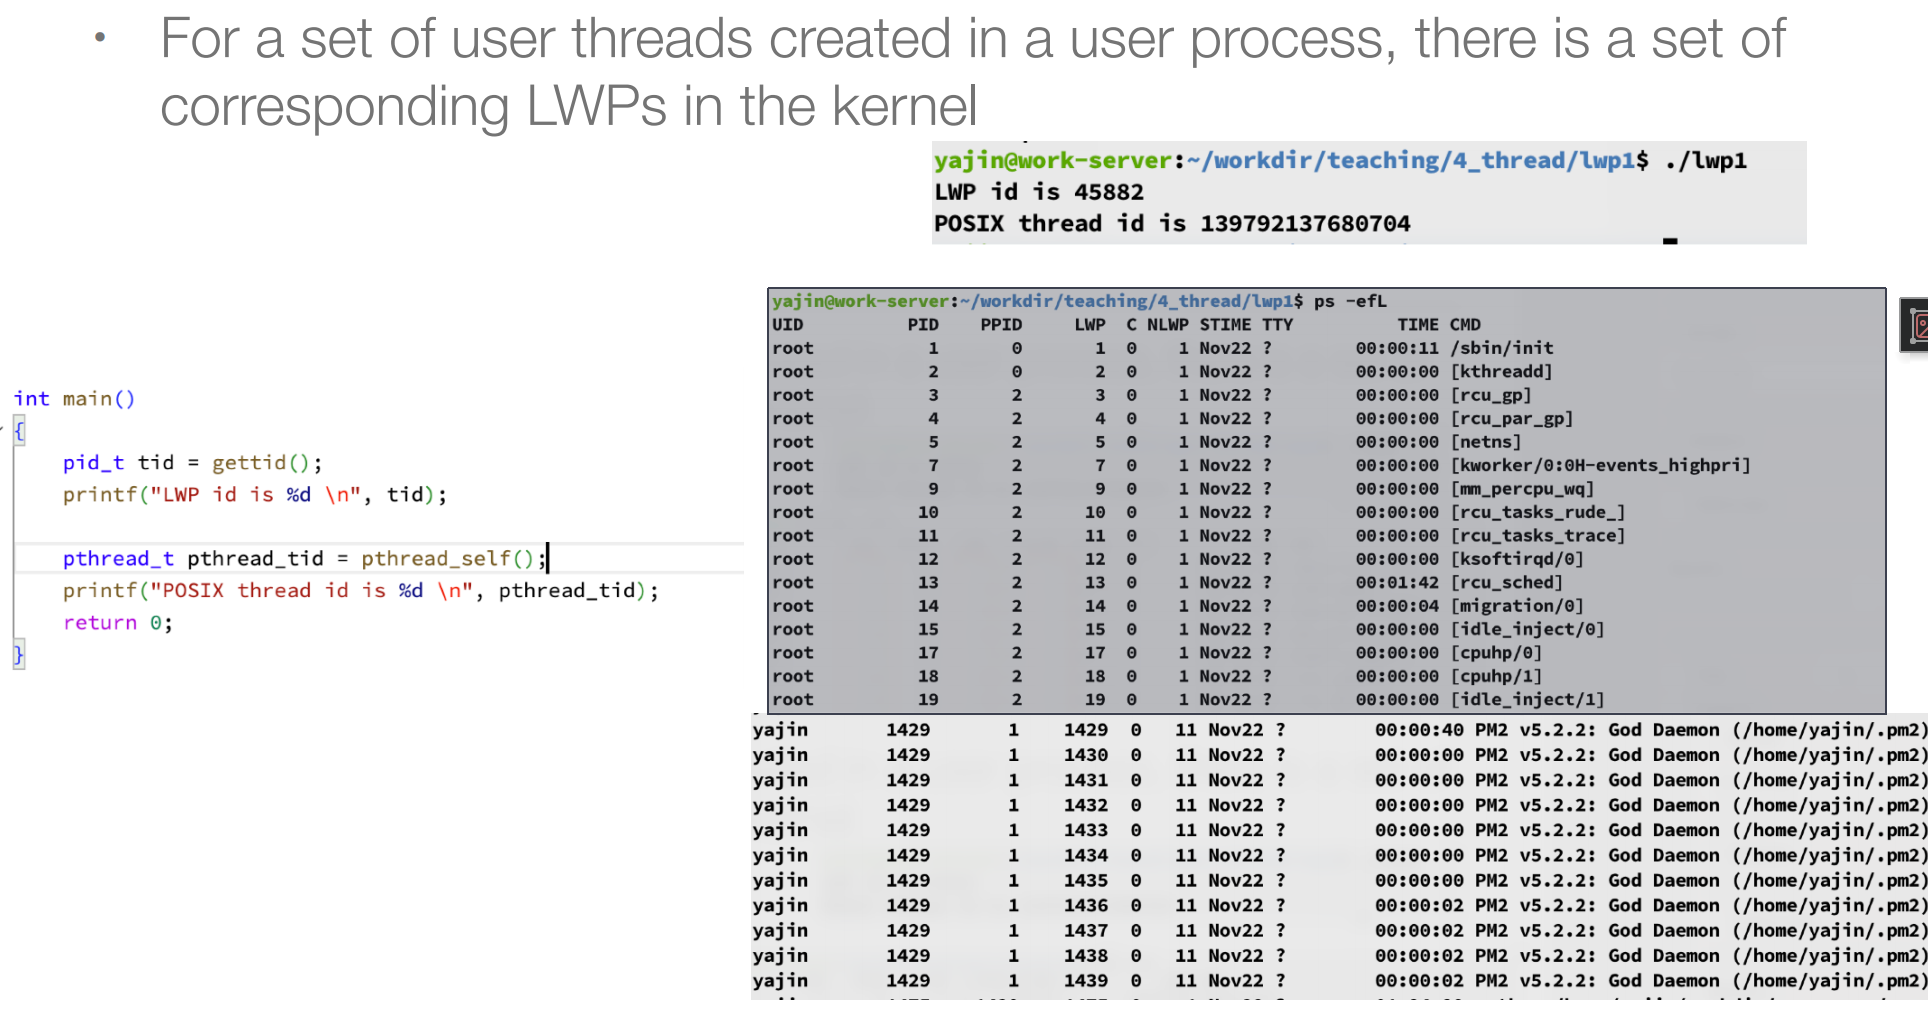 • For a set of user threads created in a user process, there is a set of
corresponding LWPs in the kernel
yajin@work-server:~/workdir/teaching/4_thread/lwp1$ ./lwp1
LWP id is 45882
POSIX thread id is 139792137680704
int main()
{
pid_t tid = gettid();
printf("LWP id is %d \n", tid);
pthread_t pthread_tid = pthread_self();
printf("POSIX thread id is %d \n", pthread_tid);
return 0;
}
yajin@work-server:~/workdir/teaching/4_thread/lwp1$ ps -efL
UID PID PPID LWP C NLWP STIME TTY TIME CMD
root 1 0 1 0 1 Nov22 ? 00:00:11 /sbin/init
root 2 0 2 0 1 Nov22 ? 00:00:00 [kthreadd]
root 3 2 3 0 1 Nov22 ? 00:00:00 [rcu_gp]
root 4 2 4 0 1 Nov22 ? 00:00:00 [rcu_par_gp]
root 5 2 5 0 1 Nov22 ? 00:00:00 [netns]
root 7 2 7 0 1 Nov22 ? 00:00:00 [kworker/0:0H-events_highpri]
root 9 2 9 0 1 Nov22 ? 00:00:00 [mm_percpu_wq]
root 10 2 10 0 1 Nov22 ? 00:00:00 [rcu_tasks_rude_]
root 11 2 11 0 1 Nov22 ? 00:00:00 [rcu_tasks_trace]
root 12 2 12 0 1 Nov22 ? 00:00:00 [ksoftirqd/0]
root 13 2 13 0 1 Nov22 ? 00:01:42 [rcu_sched]
root 14 2 14 0 1 Nov22 ? 00:00:04 [migration/0]
root 15 2 15 0 1 Nov22 ? 00:00:00 [idle_inject/0]
root 17 2 17 0 1 Nov22 ? 00:00:00 [cpuhp/0]
root 18 2 18 0 1 Nov22 ? 00:00:00 [cpuhp/1]
root 19 2 19 0 1 Nov22 ? 00:00:00 [idle_inject/1]
yajin 1429 1 1429 0 11 Nov22 ? 00:00:40 PM2 v5.2.2: God Daemon (/home/yajin/.pm2)
yajin 1429 1 1430 0 11 Nov22 ? 00:00:00 PM2 v5.2.2: God Daemon (/home/yajin/.pm2)
yajin 1429 1 1431 0 11 Nov22 ? 00:00:00 PM2 v5.2.2: God Daemon (/home/yajin/.pm2)
yajin 1429 1 1432 0 11 Nov22 ? 00:00:00 PM2 v5.2.2: God Daemon (/home/yajin/.pm2)
yajin 1429 1 1433 0 11 Nov22 ? 00:00:00 PM2 v5.2.2: God Daemon (/home/yajin/.pm2)
yajin 1429 1 1434 0 11 Nov22 ? 00:00:00 PM2 v5.2.2: God Daemon (/home/yajin/.pm2)
yajin 1429 1 1435 0 11 Nov22 ? 00:00:00 PM2 v5.2.2: God Daemon (/home/yajin/.pm2)
yajin 1429 1 1436 0 11 Nov22 ? 00:00:02 PM2 v5.2.2: God Daemon (/home/yajin/.pm2)
yajin 1429 1 1437 0 11 Nov22 ? 00:00:02 PM2 v5.2.2: God Daemon (/home/yajin/.pm2)
yajin 1429 1 1438 0 11 Nov22 ? 00:00:02 PM2 v5.2.2: God Daemon (/home/yajin/.pm2)
yajin 1429 1 1439 0 11 Nov22 ? 00:00:02 PM2 v5.2.2: God Daemon (/home/yajin/.pm2)